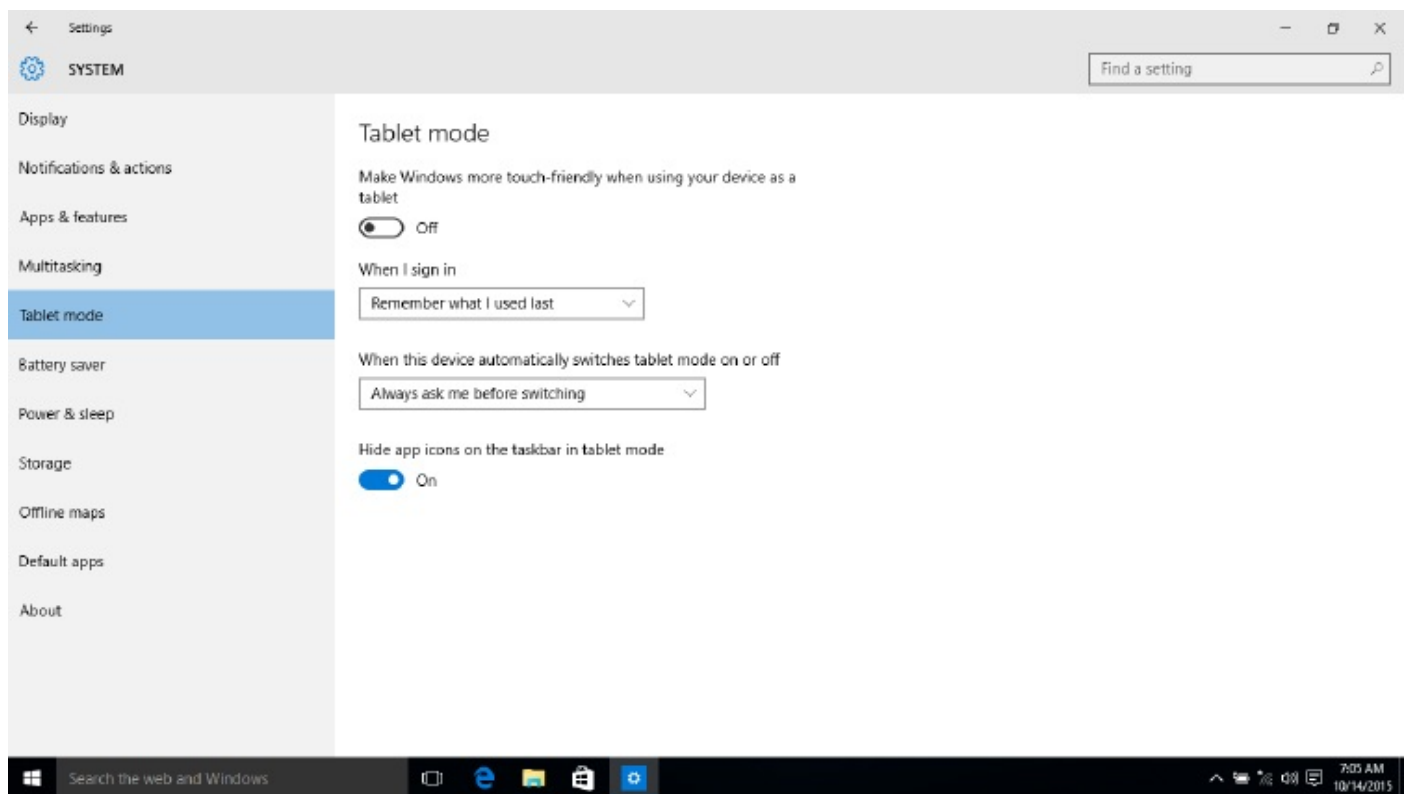 Settings
SYSTEM
Find a setting
Display
Notifications & actions
Apps & features
Multitasking
Tablet mode
Battery saver
Power & sleep
Storage
Offline maps
Default apps
About
Tablet mode
Make Windows more touch-friendly when using your device as a
tablet
Off
When I sign in
Remember what I used last
When this device automatically switches tablet mode on or off
Always ask me before switching
Hide app icons on the taskbar in tablet mode
On
Search the web and Windows
7:05 AM
10/14/2015